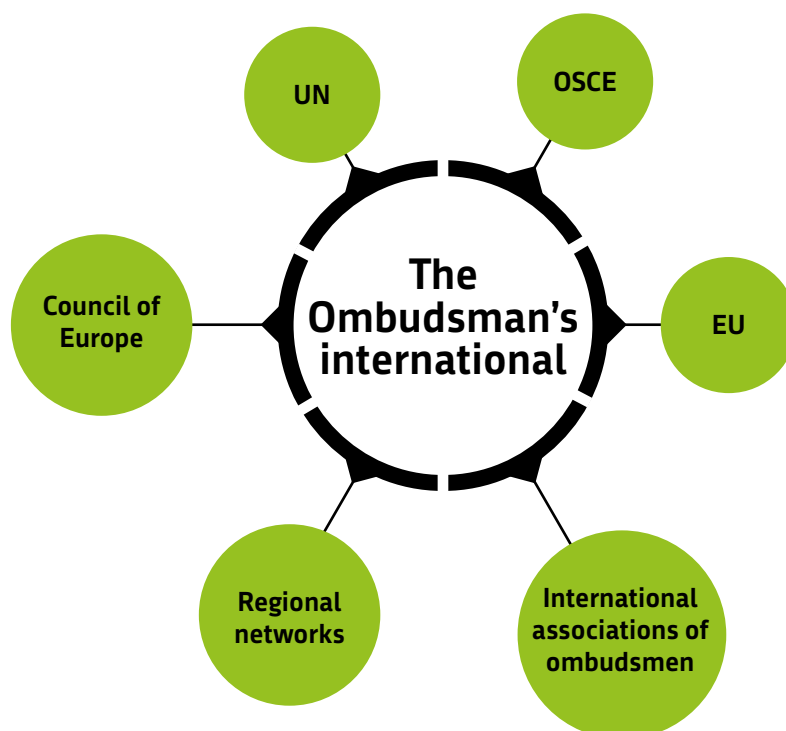 UN
OSCE
Council of
Europe
The
Ombudsman's
international
EU
Regional
networks
International
associations of
ombudsmen